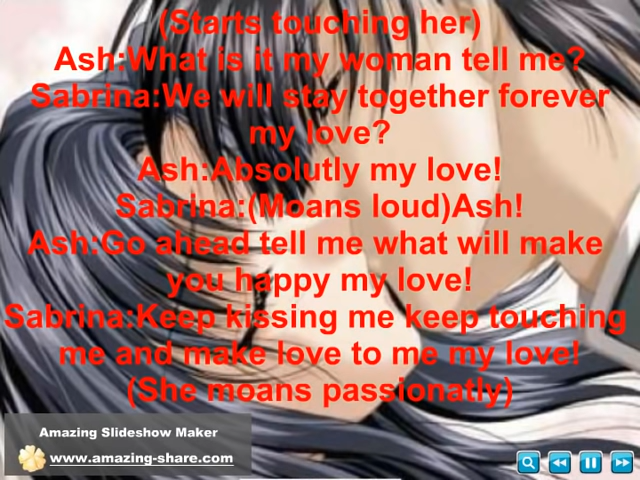 (Starts touching her)
Ash:What is it my woman tell me?
Sabrina:We will stay together forever
my love?
Ash:Absolutly my love!
Sabrina:(Moans loud)Ash!
Ash:Go ahead tell me what will make
you happy my love!
Sabrina:Keep kissing me keep touching
me and make love to me my love!
(She moans passionatly)
Amazing Slideshow Maker
www.amazing-share.com